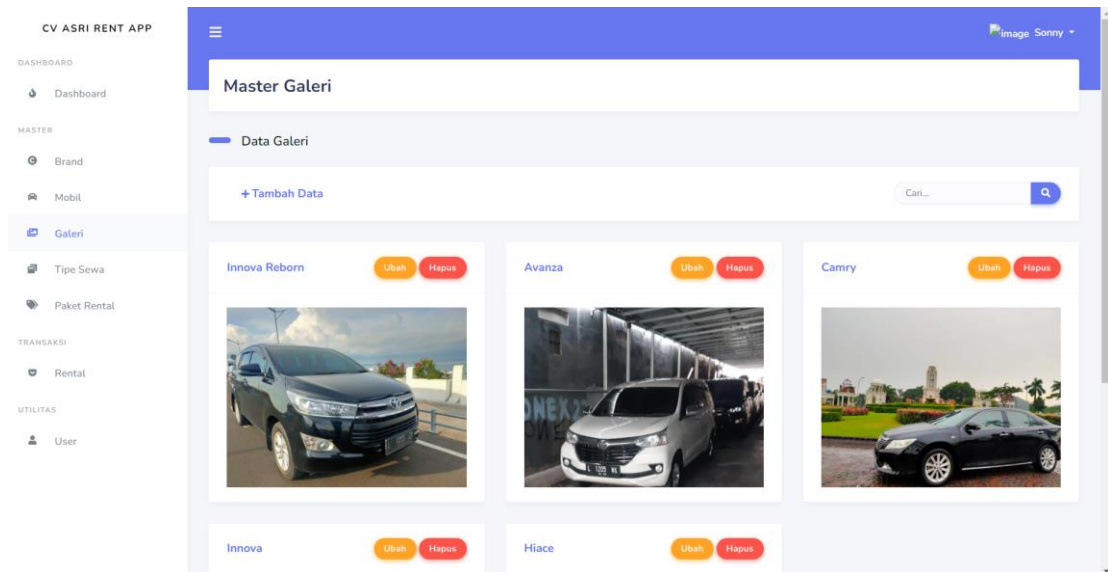 CV ASRI RENT APP
image Sonny
DASHBOARD
Dashboard
Master Galeri
MASTER
Data Galeri
Brand
Mobil
+ Tambah Data
Cari...
Galeri
Tipe Sewa
Paket Rental
TRANSAKSI
Rental
UTILITAS
User
Innova Reborn Ubah Hapus
Avanza Ubah Hapus
Camry Ubah Hapus
Innova Ubah Hapus
Hiace Ubah Hapus